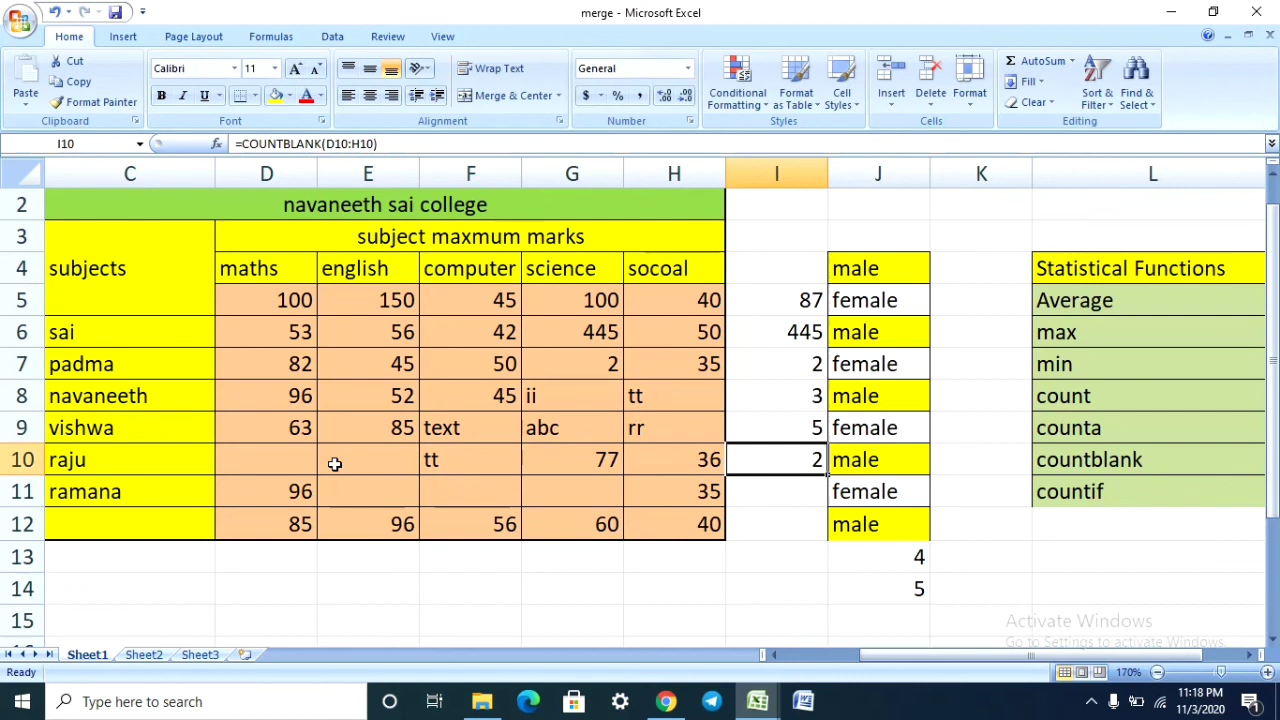 merge - Microsoft Excel
Home Insert Page Layout Formulas Data Review View
Paste Cut Copy Format Painter Clipboard
Calibri 11 A A B I U A Font
Wrap Text Merge & Center Alignment
General $ % , Number
Conditional Formatting Format as Table Cell Styles Styles
Insert Delete Format Cells
Σ AutoSum Fill Clear Sort & Filter Find & Select Editing
I10 fx =COUNTBLANK(D10:H10)
C D E F G H I J K L
2 navaneeth sai college
3 subject maxmum marks
4 subjects maths english computer science socoal male Statistical Functions
5 100 150 45 100 40 87 female Average
6 sai 53 56 42 445 50 445 male max
7 padma 82 45 50 2 35 2 female min
8 navaneeth 96 52 45 ii tt 3 male count
9 vishwa 63 85 text abc rr 5 female counta
10 raju tt 77 36 2 male countblank
11 ramana 96 35 female countif
12 85 96 56 60 40 male
13 4
14 5
15
Activate Windows
Go to Settings to activate Windows.
Sheet1 Sheet2 Sheet3
Ready 170%
Type here to search
11:18 PM
11/3/2020